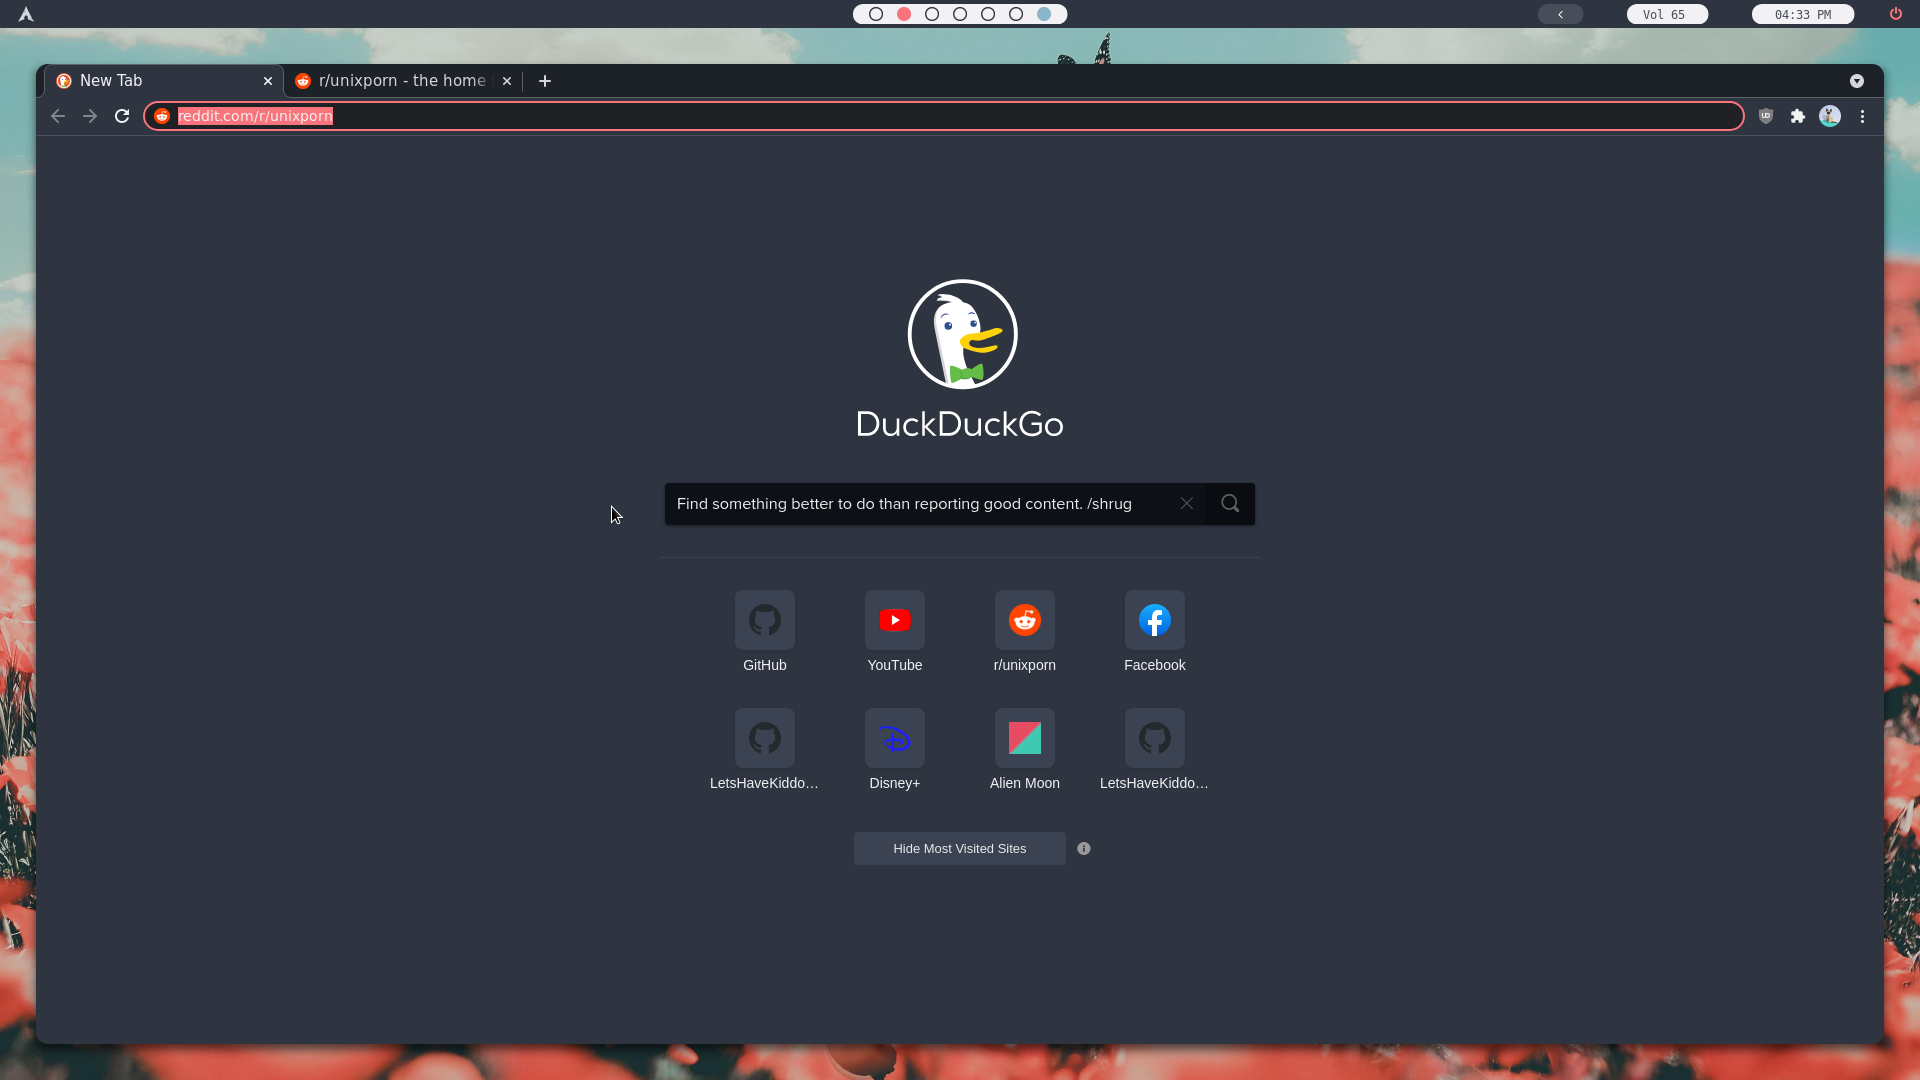 Vol 65
04:33 PM
New Tab
r/unixporn - the home
reddit.com/r/unixporn
DuckDuckGo
Find something better to do than reporting good content. /shrug
GitHub
YouTube
r/unixporn
Facebook
LetsHaveKiddo…
Disney+
Alien Moon
LetsHaveKiddo…
Hide Most Visited Sites